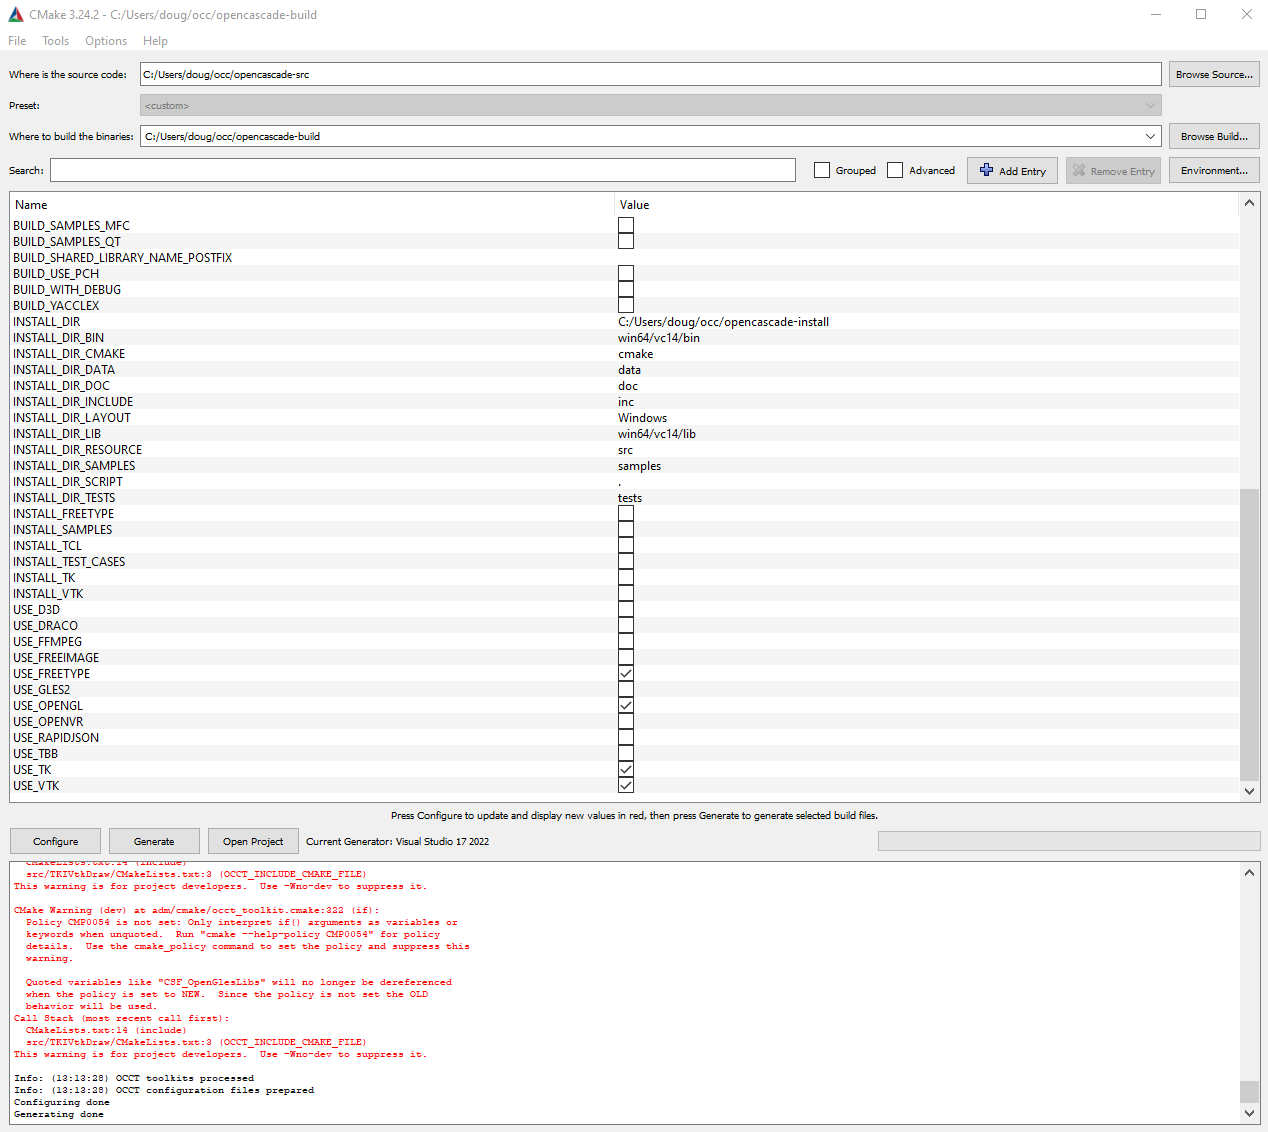 CMake 3.24.2 - C:/Users/doug/occ/opencascade-build
File Tools Options Help
Where is the source code: C:/Users/doug/occ/opencascade-src Browse Source...
Preset: <custom>
Where to build the binaries: C:/Users/doug/occ/opencascade-build Browse Build...
Search: Grouped Advanced Add Entry Remove Entry Environment...
Name Value
BUILD_SAMPLES_MFC
BUILD_SAMPLES_QT
BUILD_SHARED_LIBRARY_NAME_POSTFIX
BUILD_USE_PCH
BUILD_WITH_DEBUG
BUILD_YACCLEX
INSTALL_DIR C:/Users/doug/occ/opencascade-install
INSTALL_DIR_BIN win64/vc14/bin
INSTALL_DIR_CMAKE cmake
INSTALL_DIR_DATA data
INSTALL_DIR_DOC doc
INSTALL_DIR_INCLUDE inc
INSTALL_DIR_LAYOUT Windows
INSTALL_DIR_LIB win64/vc14/lib
INSTALL_DIR_RESOURCE src
INSTALL_DIR_SAMPLES samples
INSTALL_DIR_SCRIPT .
INSTALL_DIR_TESTS tests
INSTALL_FREETYPE
INSTALL_SAMPLES
INSTALL_TCL
INSTALL_TEST_CASES
INSTALL_TK
INSTALL_VTK
USE_D3D
USE_DRACO
USE_FFMPEG
USE_FREEIMAGE
USE_FREETYPE
USE_GLES2
USE_OPENGL
USE_OPENVR
USE_RAPIDJSON
USE_TBB
USE_TK
USE_VTK
Press Configure to update and display new values in red, then press Generate to generate selected build files.
Configure Generate Open Project Current Generator: Visual Studio 17 2022
CMakeLists.txt:14 (include)
src/TKIVtkDraw/CMakeLists.txt:3 (OCCT_INCLUDE_CMAKE_FILE)
This warning is for project developers. Use -Wno-dev to suppress it.
CMake Warning (dev) at adm/cmake/occt_toolkit.cmake:322 (if):
Policy CMP0054 is not set: Only interpret if() arguments as variables or
keywords when unquoted. Run "cmake --help-policy CMP0054" for policy
details. Use the cmake_policy command to set the policy and suppress this
warning.
Quoted variables like "CSF_OpenGlesLibs" will no longer be dereferenced
when the policy is set to NEW. Since the policy is not set the OLD
behavior will be used.
Call Stack (most recent call first):
CMakeLists.txt:14 (include)
src/TKIVtkDraw/CMakeLists.txt:3 (OCCT_INCLUDE_CMAKE_FILE)
This warning is for project developers. Use -Wno-dev to suppress it.
Info: (13:13:28) OCCT toolkits processed
Info: (13:13:28) OCCT configuration files prepared
Configuring done
Generating done